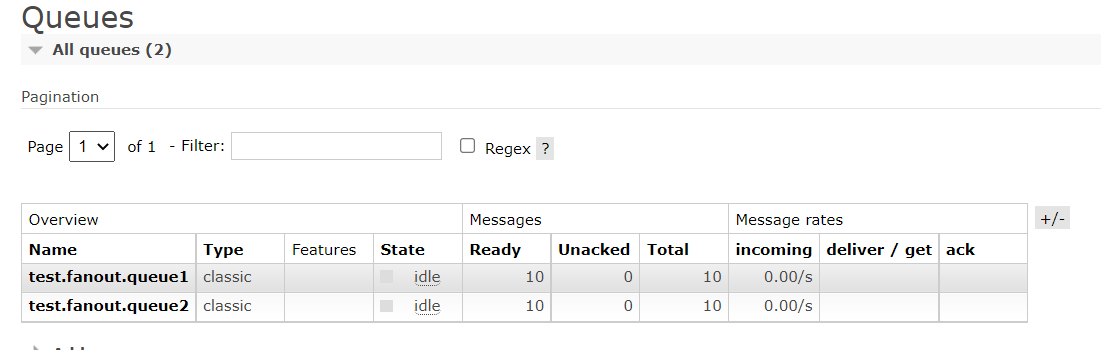 Queues
All queues (2)
Pagination
Page 1 of 1 - Filter: Regex ?
Overview Messages Message rates +/-
Name Type Features State Ready Unacked Total incoming deliver / get ack
test.fanout.queue1 classic idle 10 0 10 0.00/s
test.fanout.queue2 classic idle 10 0 10 0.00/s